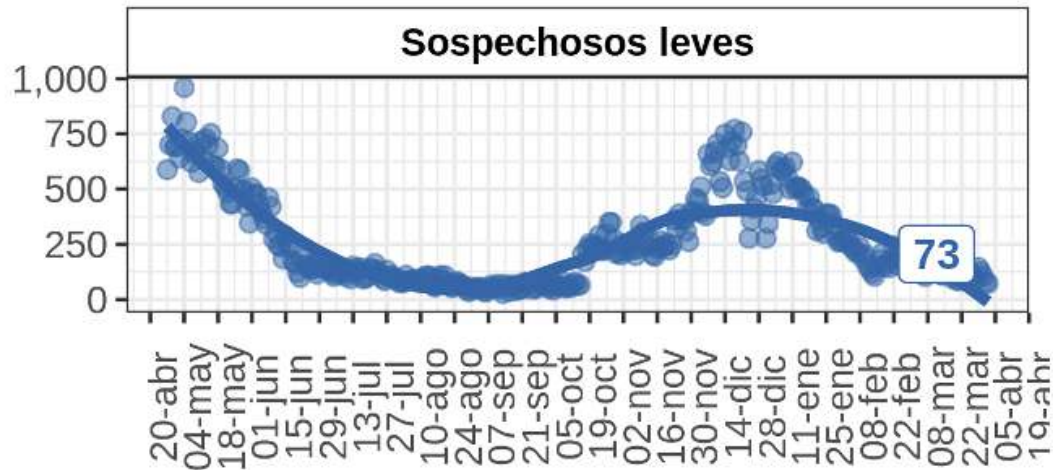 Sospechosos leves
1,000
750
500
250
0
73
20-abr
04-may
18-may
01-jun
15-jun
29-jun
13-jul
27-jul
10-ago
24-ago
07-sep
21-sep
05-oct
19-oct
02-nov
16-nov
30-nov
14-dic
28-dic
11-ene
25-ene
08-feb
22-feb
08-mar
22-mar
05-abr
19-abr